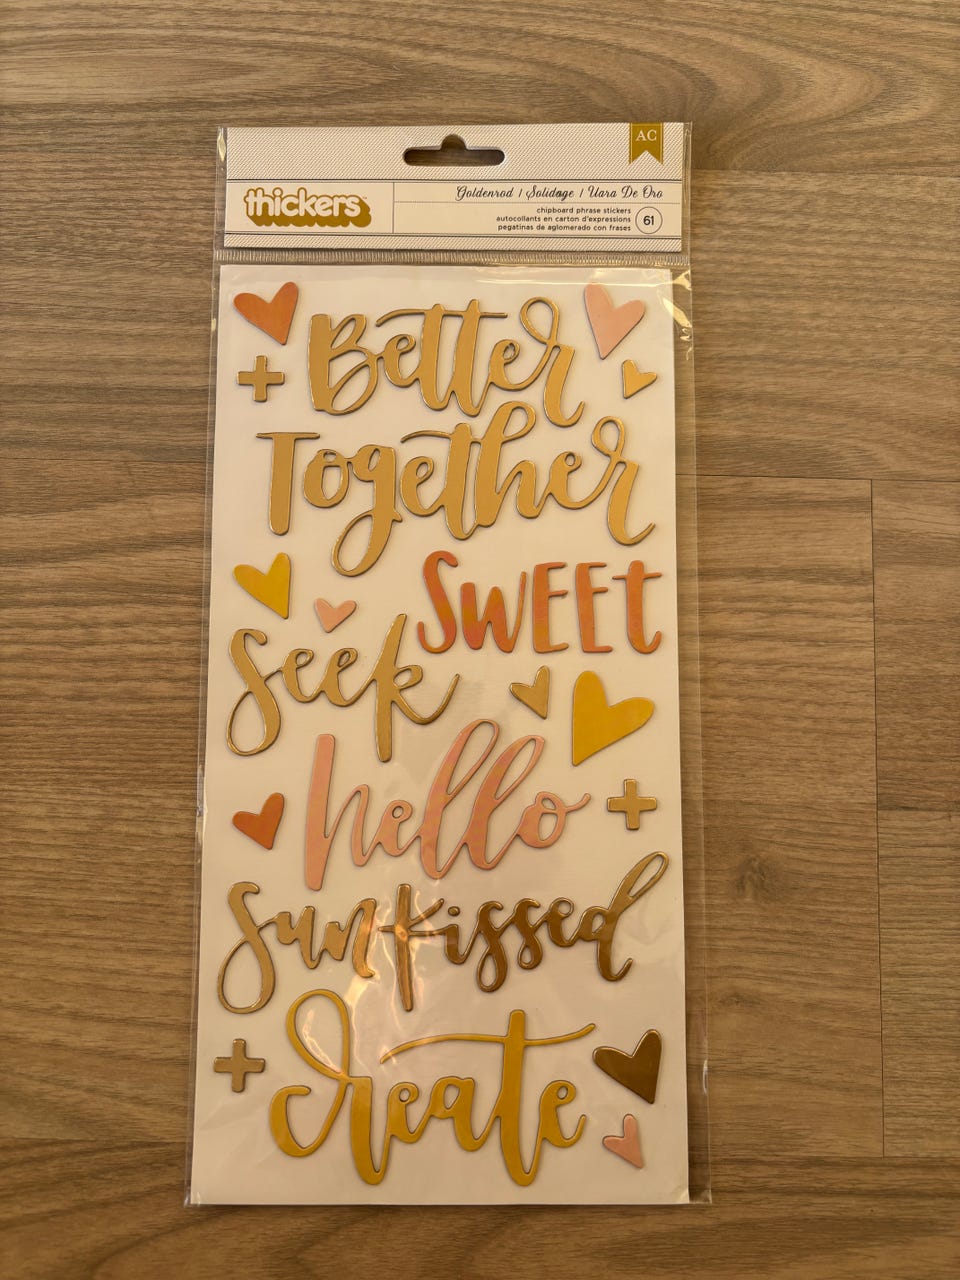 AC
thickers
Goldenrod / Solidage / Vara De Oro
chipboard phrase stickers
autocollants en carton d'expressions
pegatinas de aglomerado con frases
61
Better
Together
SWEEt
Seek
hello
Sunkissed
Create